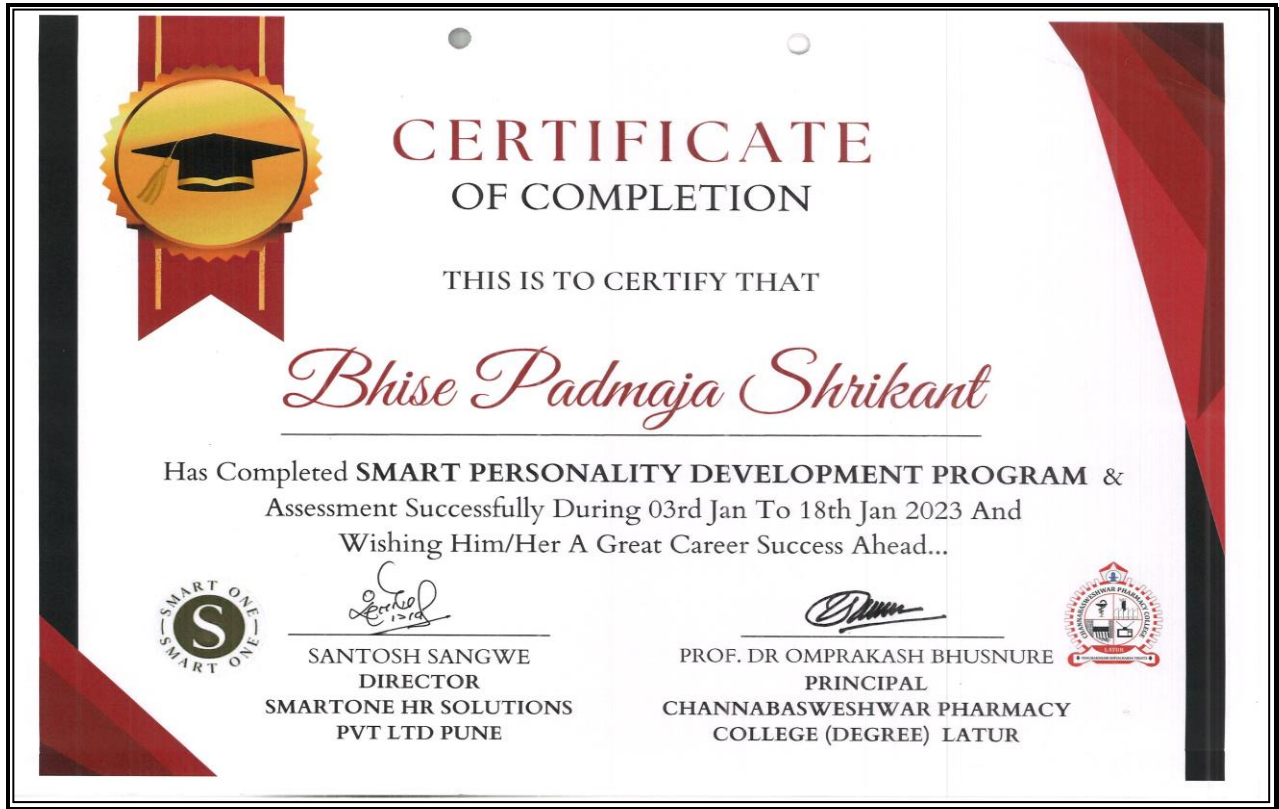 CERTIFICATE
OF COMPLETION
THIS IS TO CERTIFY THAT
Bhise Padmaja Shrikant
Has Completed SMART PERSONALITY DEVELOPMENT PROGRAM &
Assessment Successfully During 03rd Jan To 18th Jan 2023 And
Wishing Him/Her A Great Career Success Ahead...
SMART ONE
S
SMART ONE
SANTOSH SANGWE
DIRECTOR
SMARTONE HR SOLUTIONS
PVT LTD PUNE
PROF. DR OMPRAKASH BHUSNURE
PRINCIPAL
CHANNABASWESHWAR PHARMACY
COLLEGE (DEGREE) LATUR
CHANNABASWESHWAR PHARMACY COLLEGE
LATUR